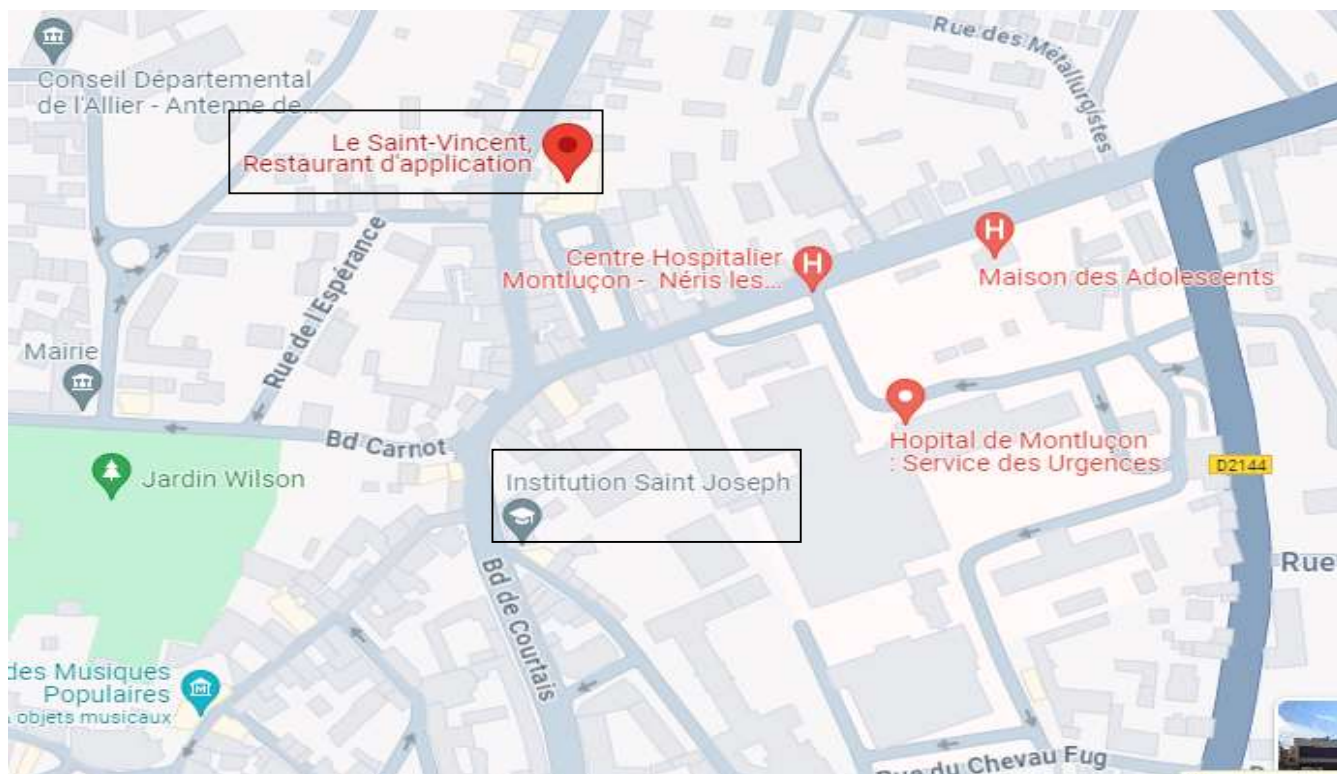 Rue des Métallurgistes
Conseil Départemental
de l'Allier - Antenne de...
Le Saint-Vincent,
Restaurant d'application
Rue de l'Espérance
Centre Hospitalier
Montluçon - Néris les...
H
H
Maison des Adolescents
Mairie
Bd Carnot
Hopital de Montluçon
: Service des Urgences
D2144
Jardin Wilson
Institution Saint Joseph
Rue
Bd de Courtais
des Musiques
Populaires
& objets musicaux
M
Rue du Chevau Fug